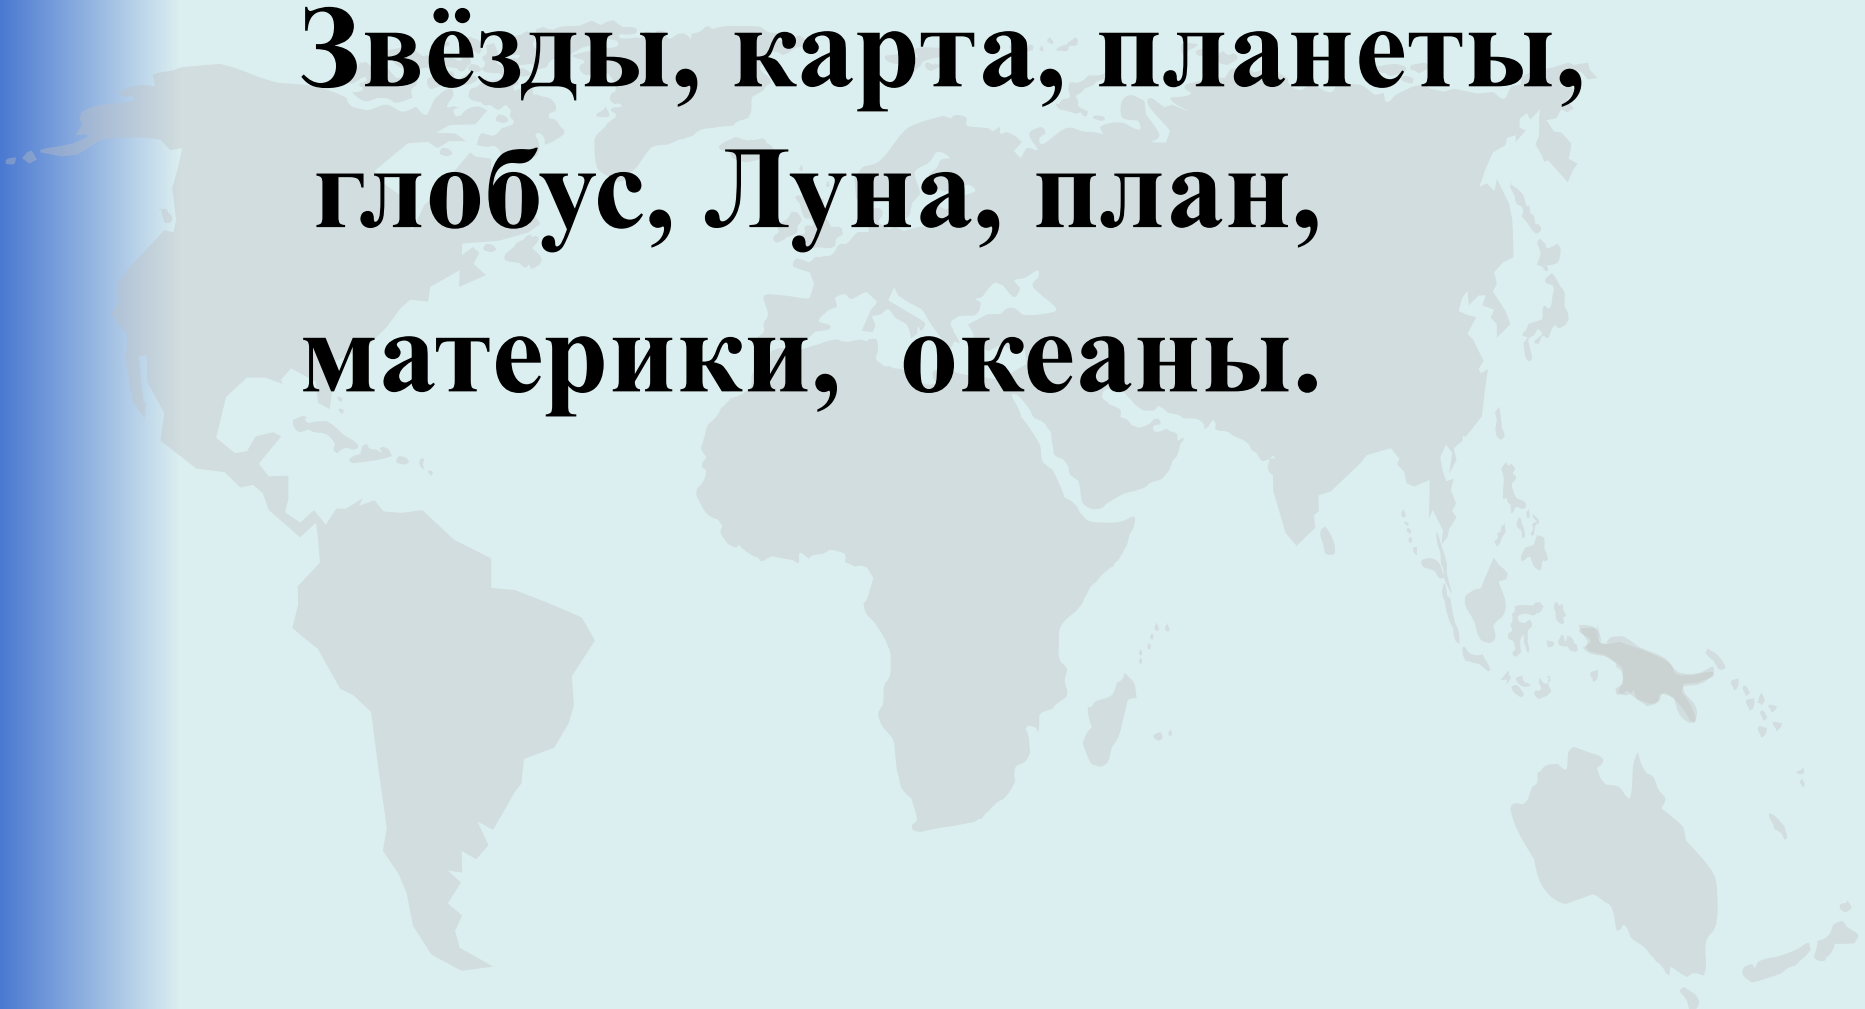 Звёзды, карта, планеты,
глобус, Луна, план,
материки, океаны.